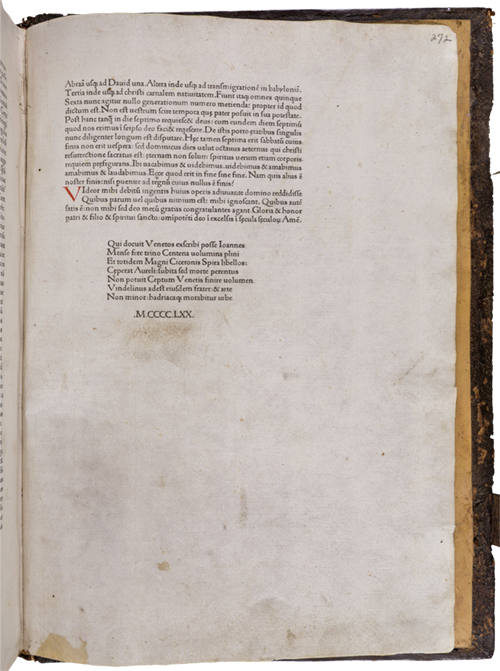 272
Abraã usq; ad Dauid una. Altera inde usq; ad transmigrationē in babyloniã.
Tertia inde usq; ad christi carnalem natiuitatem. Fiunt itaq; omnes quinque
Sexta nunc agitur nullo generationum numero metienda: propter id quod
dictum est. Non est uestrum scire tempora quę pater posuit in sua potestate.
Post hanc tanq̃ in die septimo requiesc& deus: cum eundem diem septimũ
quod nos erimus ĩ seipso deo faci& reqescere. De istis porro ętatibus singulis
nunc diligenter longum est disputare. Hęc tamen septima erit sabbatũ cuius
finis non erit uespera: sed dominicus dies uelut octauus aeternus qui christi
resurrectione sacratus est: ęternam non solum spiritus uerum etiam corporis
requiem pręfigurans. Ibi uacabimus & uidebimus. uidebimus & amabimus
amabimus & laudabimus. Ecce quod erit in fine sine fine. Nam quis alius ē
noster finis: nisi puenire ad regnũ cuius nullus ē finis?
VIdeor mihi debitũ ingentis huius operis adiuuante domino reddidisse
Quibus parum uel quibus nimium est: mihi ignoscant. Quibus autē
satis ē: non mihi sed deo mecũ gratias congratulantes agant. Gloria & honor
patri & filio & spiritui sancto: omĩpotẽti deo ĩ excelsis ĩ sęcula sęculoꝝ. Amē.
Qui docuit Venetos exscribi posse Ioannes
Mense fere trino Centena uolumina plini
Et totidem Magni Ciceronis Spira libellos:
Ceperat Aureli: subita sed morte perentus
Non potuit Ceptum Venetis finire uolumen.
Vindelinus adest eiusdem frater: & arte
Non minor: hadriacaq; morabitur urbe.
.M.CCCC.LXX.